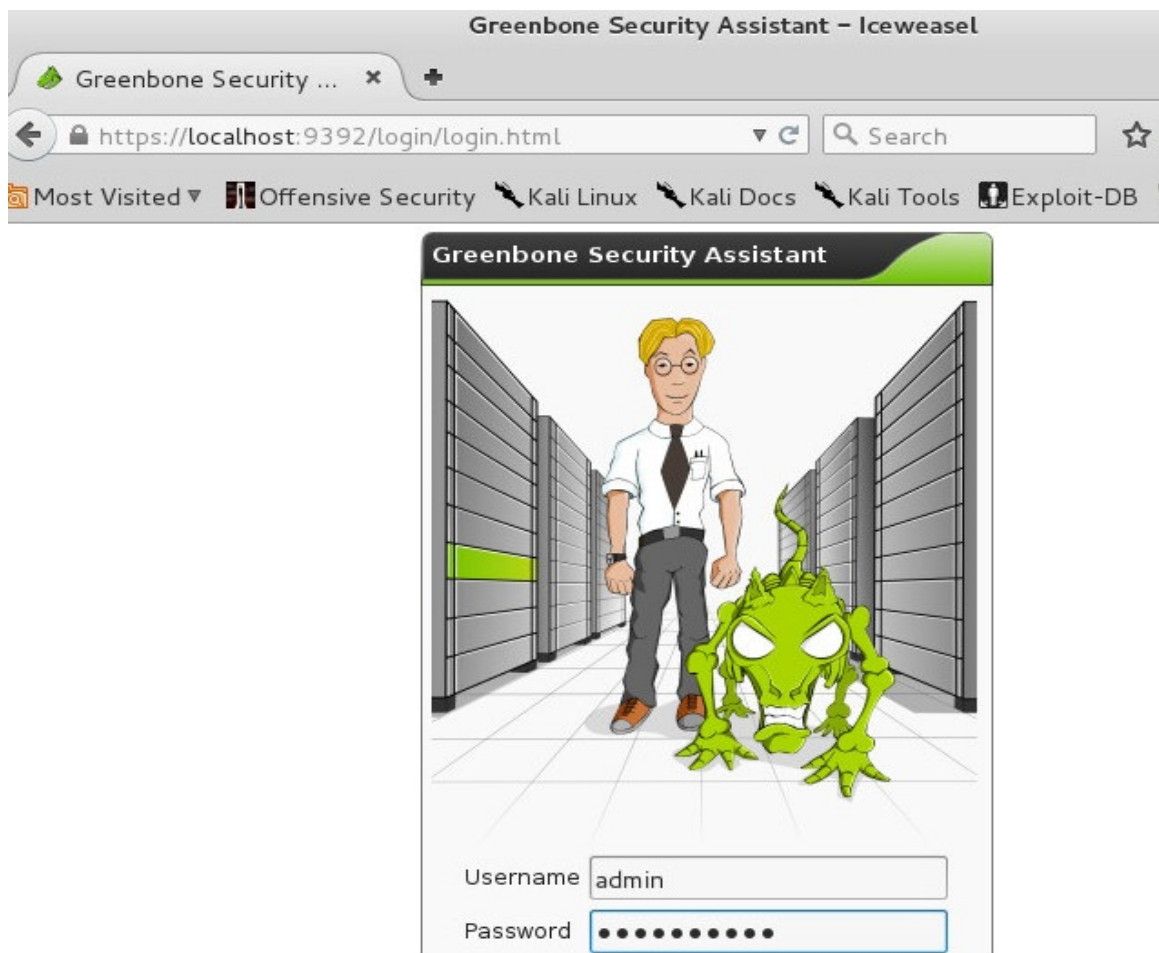 Greenbone Security Assistant – Iceweasel
Greenbone Security ...
https://localhost:9392/login/login.html
Search
Most Visited
Offensive Security
Kali Linux
Kali Docs
Kali Tools
Exploit-DB
Greenbone Security Assistant
Username admin
Password ••••••••••